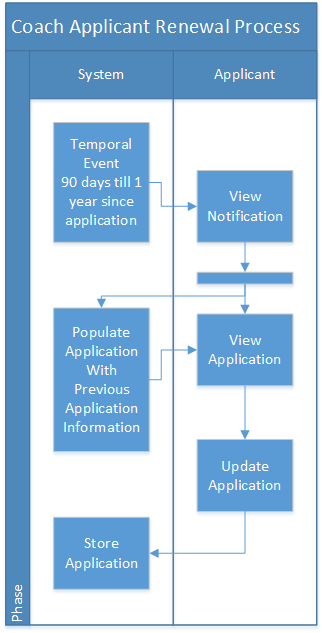 Coach Applicant Renewal Process
System
Applicant
Temporal
Event
90 days till 1
year since
application
View
Notification
Populate
Application
With
Previous
Application
Information
View
Application
Update
Application
Store
Application
Phase